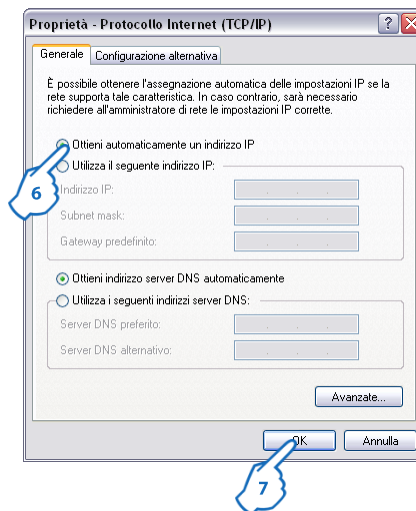 Proprietà - Protocollo Internet (TCP/IP)
Generale
Configurazione alternativa
È possibile ottenere l'assegnazione automatica delle impostazioni IP se la
rete supporta tale caratteristica. In caso contrario, sarà necessario
richiedere all'amministratore di rete le impostazioni IP corrette.
Ottieni automaticamente un indirizzo IP
Utilizza il seguente indirizzo IP:
6
Indirizzo IP:
Subnet mask:
Gateway predefinito:
Ottieni indirizzo server DNS automaticamente
Utilizza i seguenti indirizzi server DNS:
Server DNS preferito:
Server DNS alternativo:
Avanzate...
OK
Annulla
7